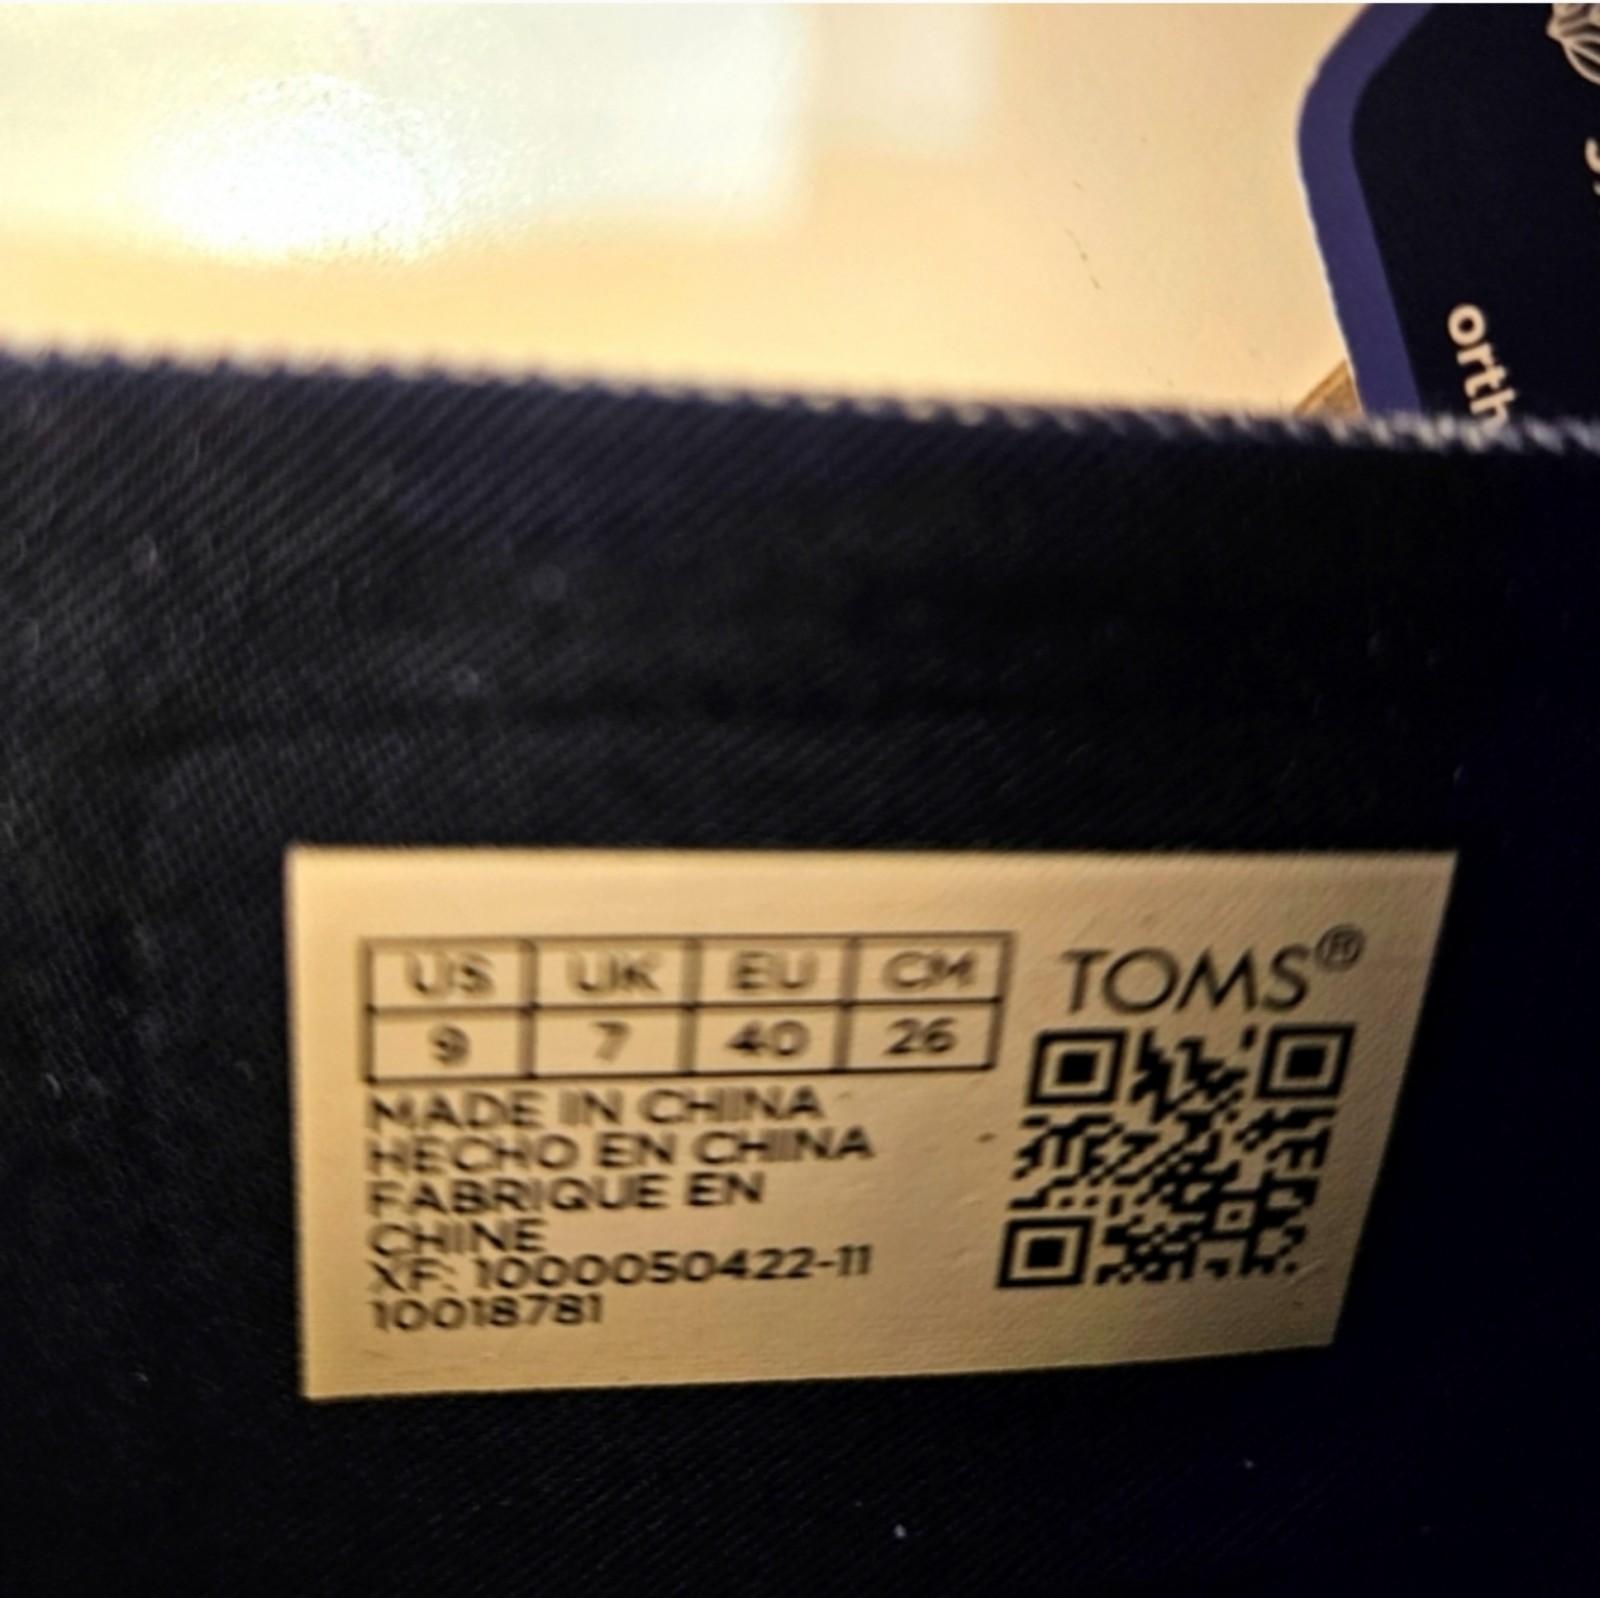 orth
US UK EU CM
9 7 40 26
TOMS®
MADE IN CHINA
HECHO EN CHINA
FABRIQUE EN
CHINE
XF: 1000050422-11
10018781